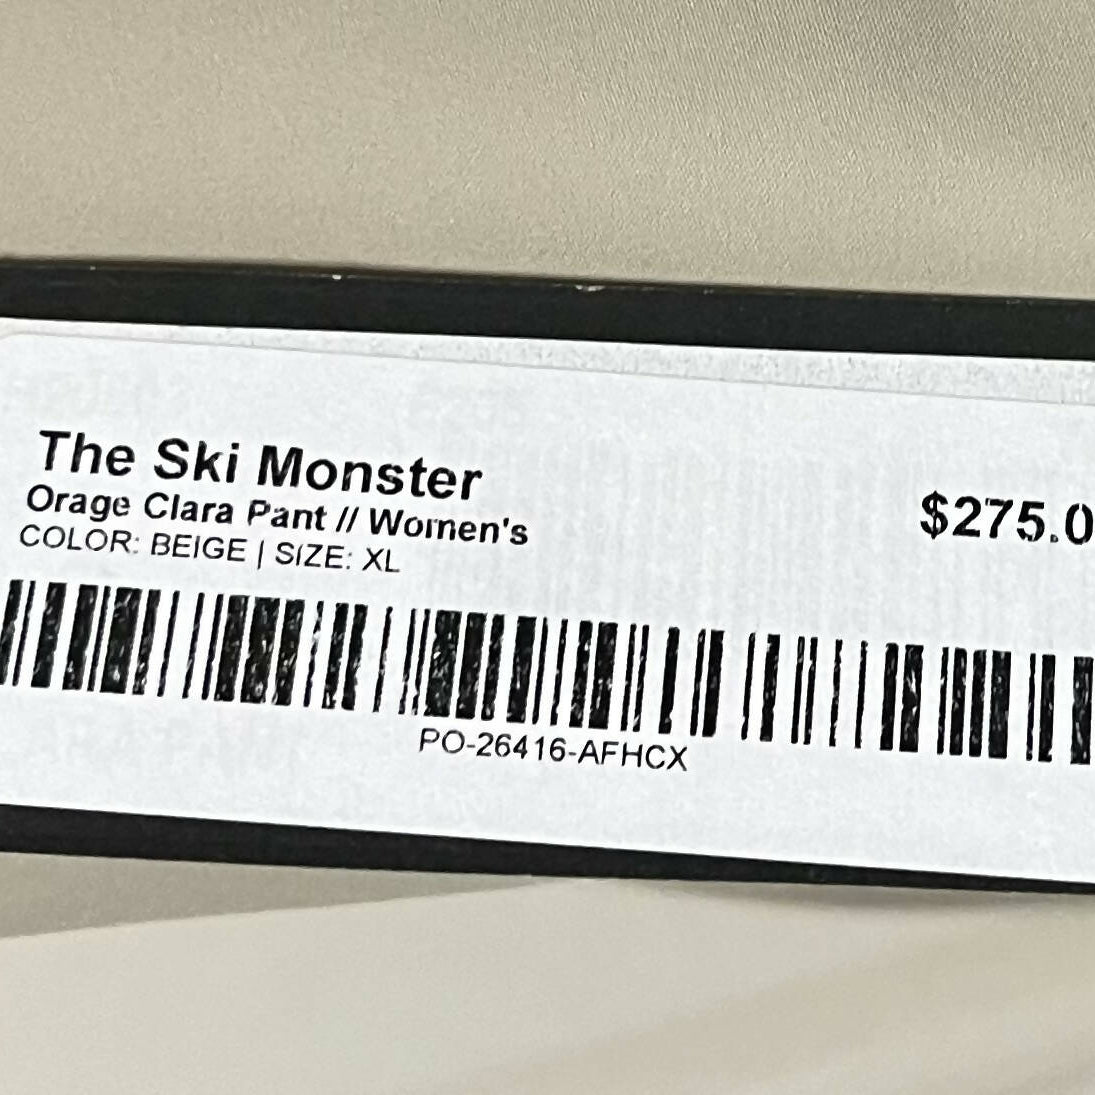 The Ski Monster
Orage Clara Pant // Women's
$275.0
COLOR: BEIGE | SIZE: XL
PO-26416-AFHCX